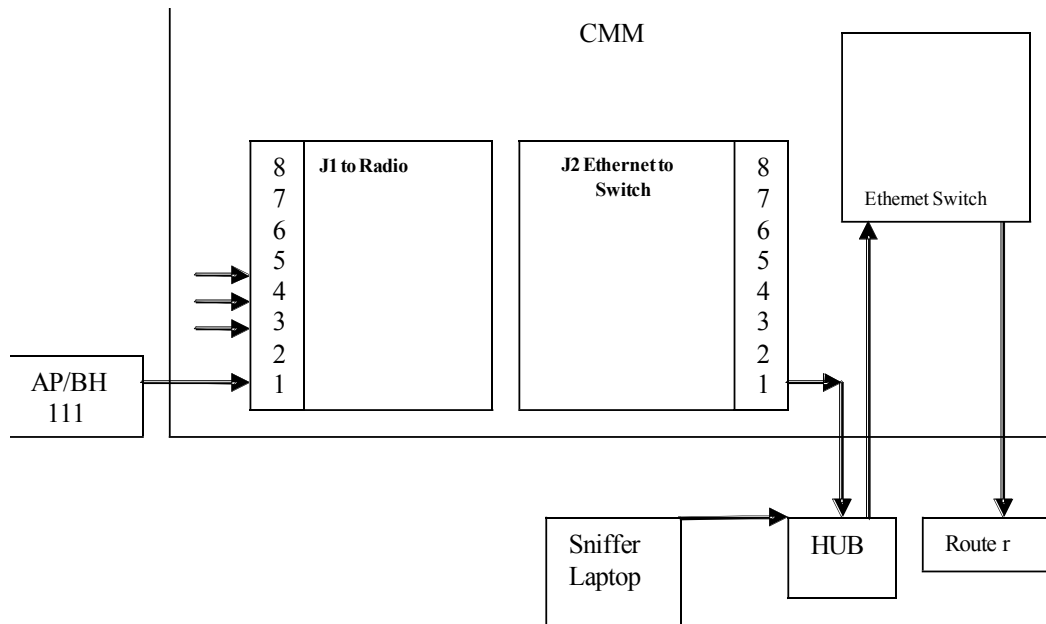 CMM
8
7
6
5
4
3
2
1
J1 to Radio
J2 Ethernet to
Switch
8
7
6
5
4
3
2
1
Ethernet Switch
AP/BH
111
Sniffer
Laptop
HUB
Route r